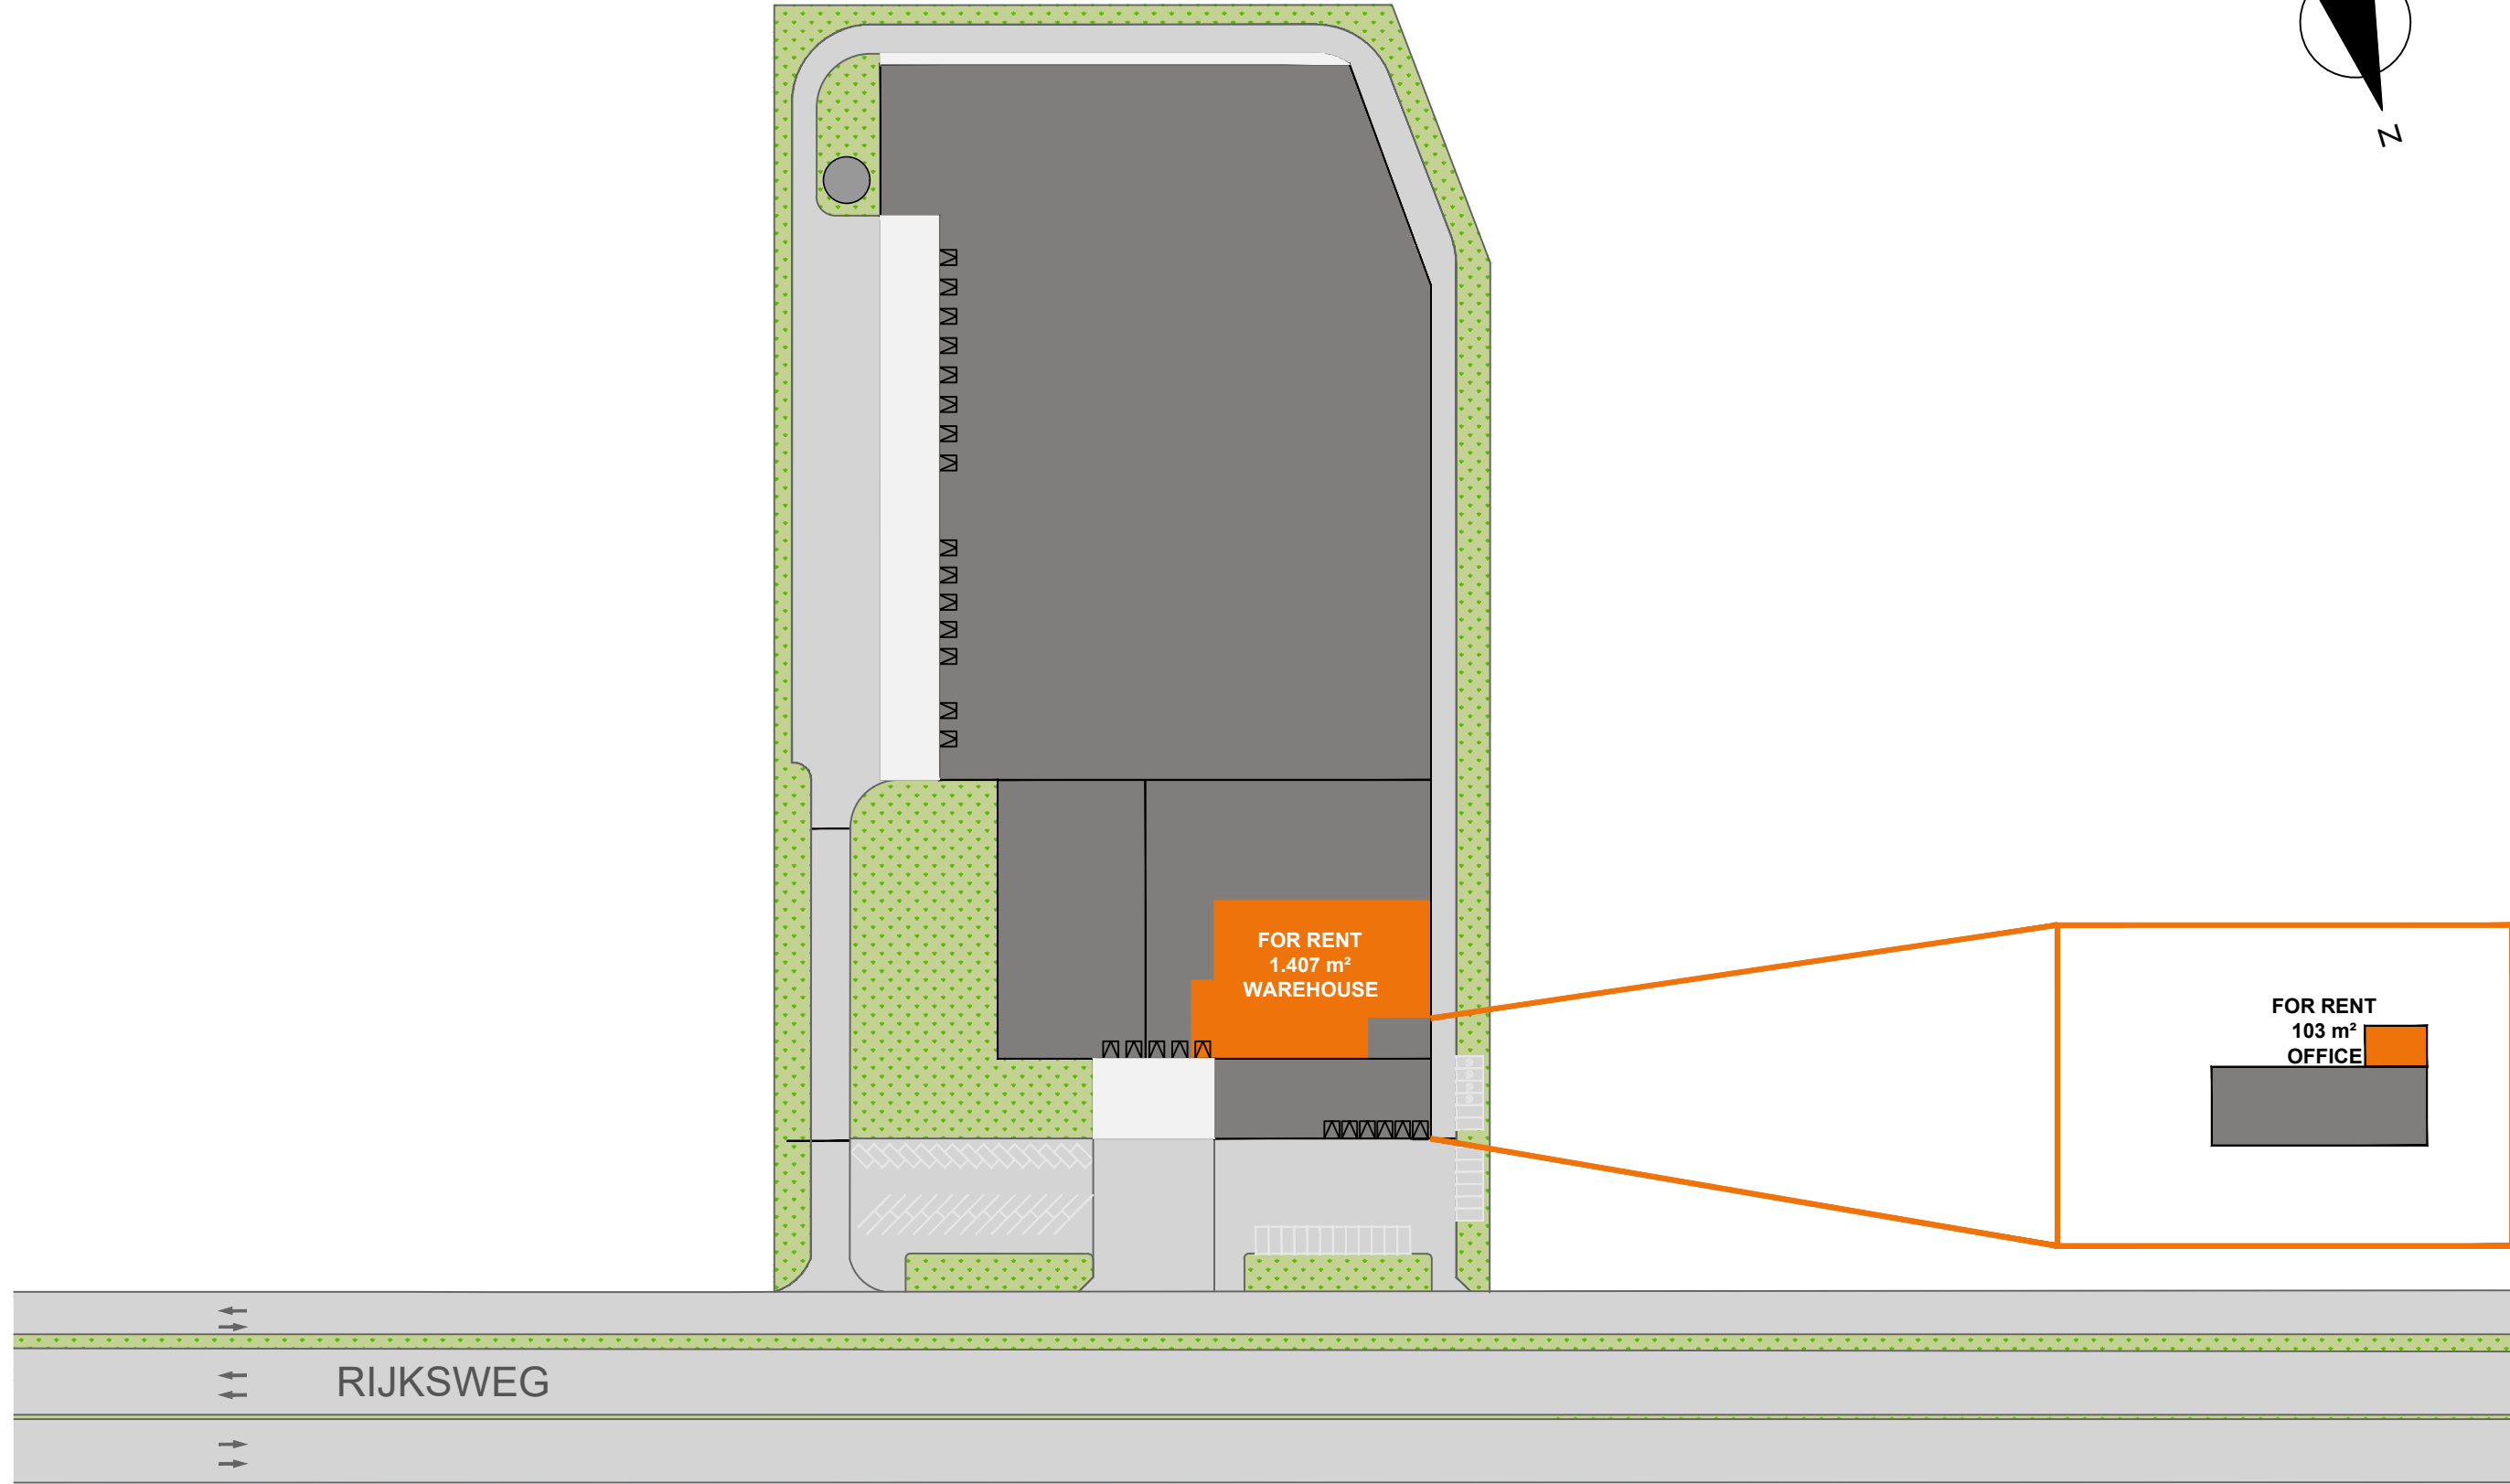 N
FOR RENT
1.407 m²
WAREHOUSE
FOR RENT
103 m²
OFFICE
RIJKSWEG